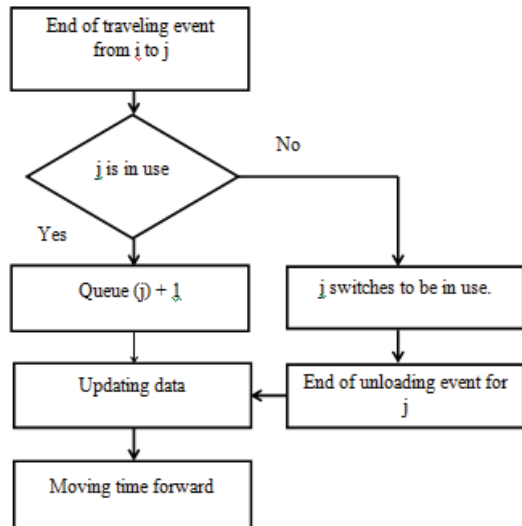 End of traveling event
from i to j
j is in use
No
Yes
Queue (j) + 1
j switches to be in use.
Updating data
End of unloading event for
j
Moving time forward